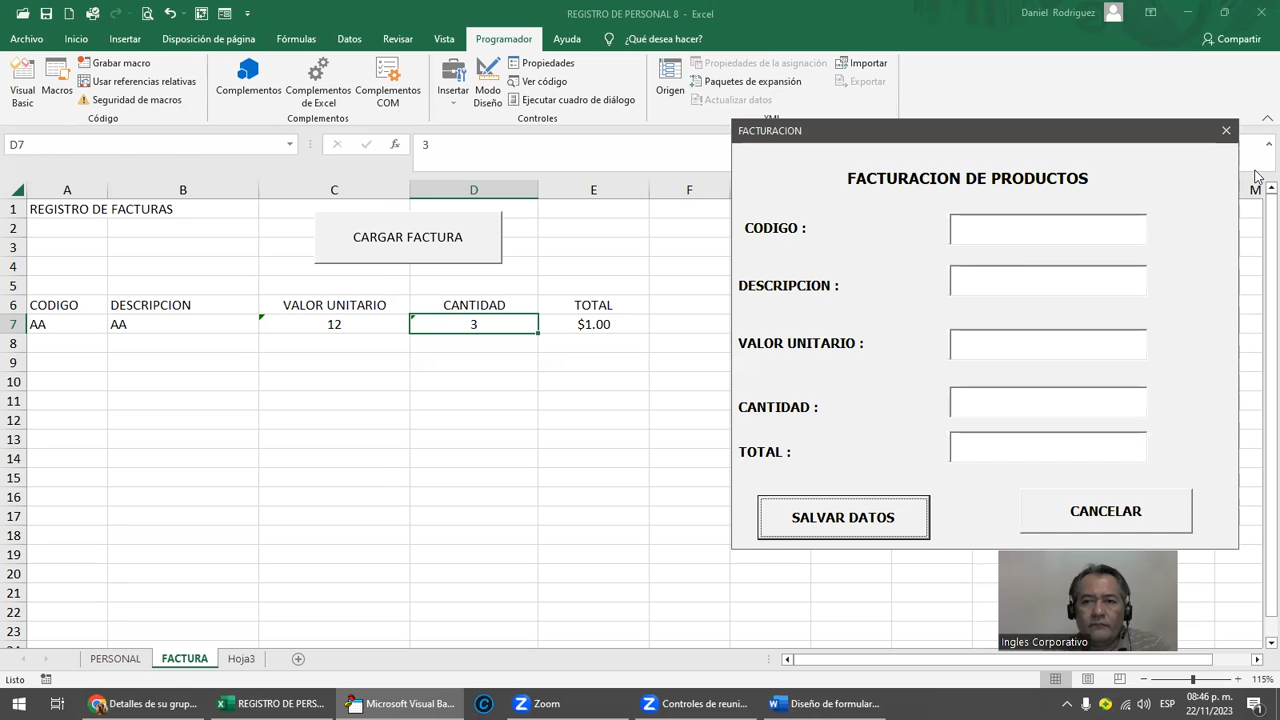 REGISTRO DE PERSONAL 8 - Excel
Daniel Rodriguez
Archivo Inicio Insertar Disposición de página Fórmulas Datos Revisar Vista Programador Ayuda ¿Qué desea hacer? Compartir
Visual Basic
Macros
Grabar macro
Usar referencias relativas
Seguridad de macros
Código
Complementos
Complementos de Excel
Complementos COM
Complementos
Insertar
Modo Diseño
Propiedades
Ver código
Ejecutar cuadro de diálogo
Controles
Origen
Propiedades de la asignación
Paquetes de expansión
Actualizar datos
Importar
Exportar
D7 fx 3
A B C D E F M
1 REGISTRO DE FACTURAS
2
CARGAR FACTURA
3
4
5
6 CODIGO DESCRIPCION VALOR UNITARIO CANTIDAD TOTAL
7 AA AA 12 3 $1.00
8
9
10
11
12
13
14
15
16
17
18
19
20
21
22
23
FACTURACION
FACTURACION DE PRODUCTOS
CODIGO :
DESCRIPCION :
VALOR UNITARIO :
CANTIDAD :
TOTAL :
SALVAR DATOS CANCELAR
Ingles Corporativo
PERSONAL FACTURA Hoja3
Listo 115%
Detalles de su grup... REGISTRO DE PERS... Microsoft Visual Ba... Zoom Controles de reuni... Diseño de formular... ESP 08:46 p. m.
22/11/2023